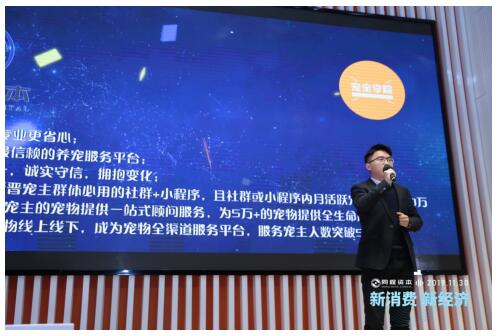 宠宝学院
本
专业更省心；
最信赖的养宠服务平台；
，诚实守信，拥抱变化；
晋宠主群体必用的社群+小程序，且社群或小程序内月活跃
0万
宠主的宠物提供一站式顾问服务，为5万+的宠物提供全生命
物线上线下，成为宠物全渠道服务平台，服务宠主人数突破5
网程资本 2019.11.30
新消费 新经济